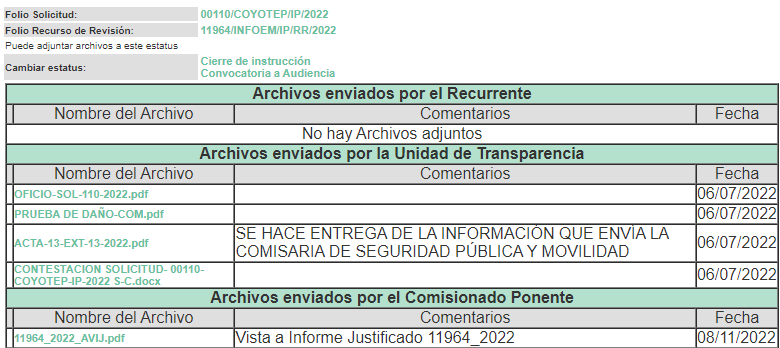 Folio Solicitud: 00110/COYOTEP/IP/2022
Folio Recurso de Revisión: 11964/INFOEM/IP/RR/2022
Puede adjuntar archivos a este estatus
Cambiar estatus: Cierre de instrucción
Convocatoria a Audiencia
Archivos enviados por el Recurrente
Nombre del Archivo Comentarios Fecha
No hay Archivos adjuntos
Archivos enviados por la Unidad de Transparencia
Nombre del Archivo Comentarios Fecha
OFICIO-SOL-110-2022.pdf 06/07/2022
PRUEBA DE DAÑO-COM.pdf 06/07/2022
ACTA-13-EXT-13-2022.pdf SE HACE ENTREGA DE LA INFORMACIÓN QUE ENVÍA LA
COMISARIA DE SEGURIDAD PÚBLICA Y MOVILIDAD 06/07/2022
CONTESTACION SOLICITUD- 00110-
COYOTEP-IP-2022 S-C.docx 06/07/2022
Archivos enviados por el Comisionado Ponente
Nombre del Archivo Comentarios Fecha
11964_2022_AVIJ.pdf Vista a Informe Justificado 11964_2022 08/11/2022